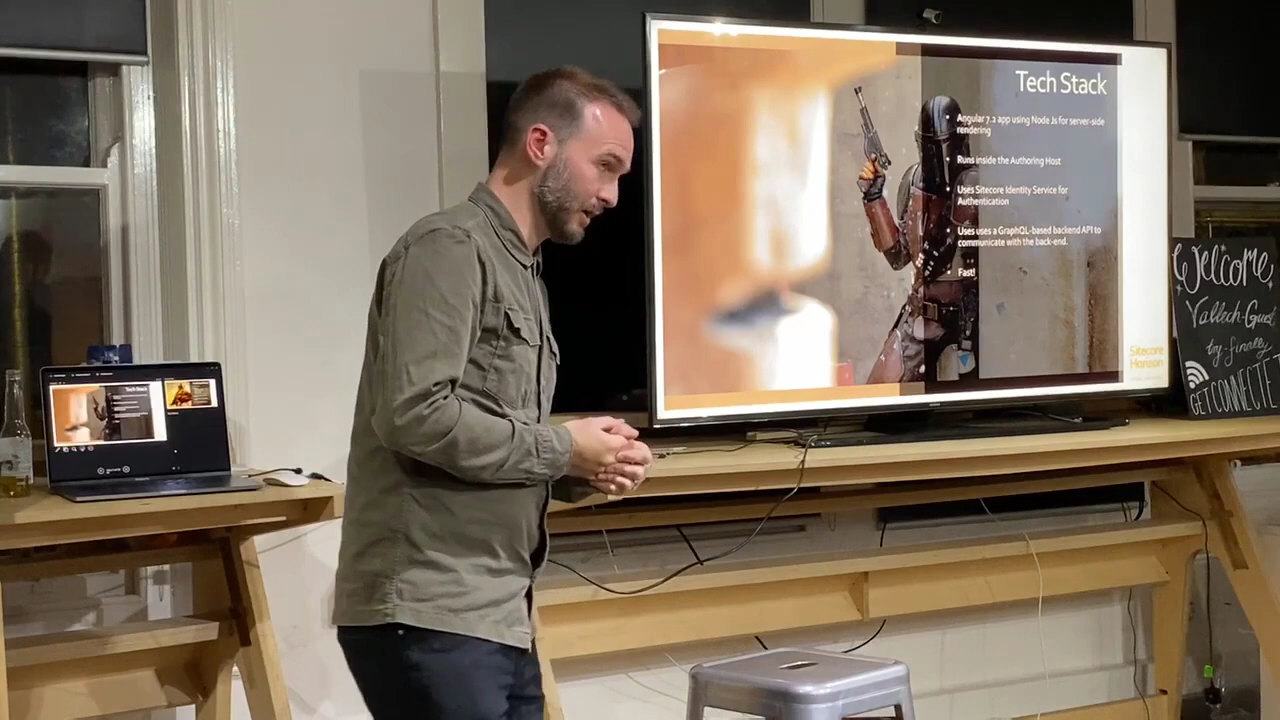 Tech Stack
Angular 7.2 app using Node Js for server-side
rendering
Runs inside the Authoring Host
Uses Sitecore Identity Service for
Authentication
Uses uses a GraphQL-based backend API to
communicate with the back-end.
Fast!
Sitecore
Horizon
Welcome
GET CONNECTE
Tech Stack